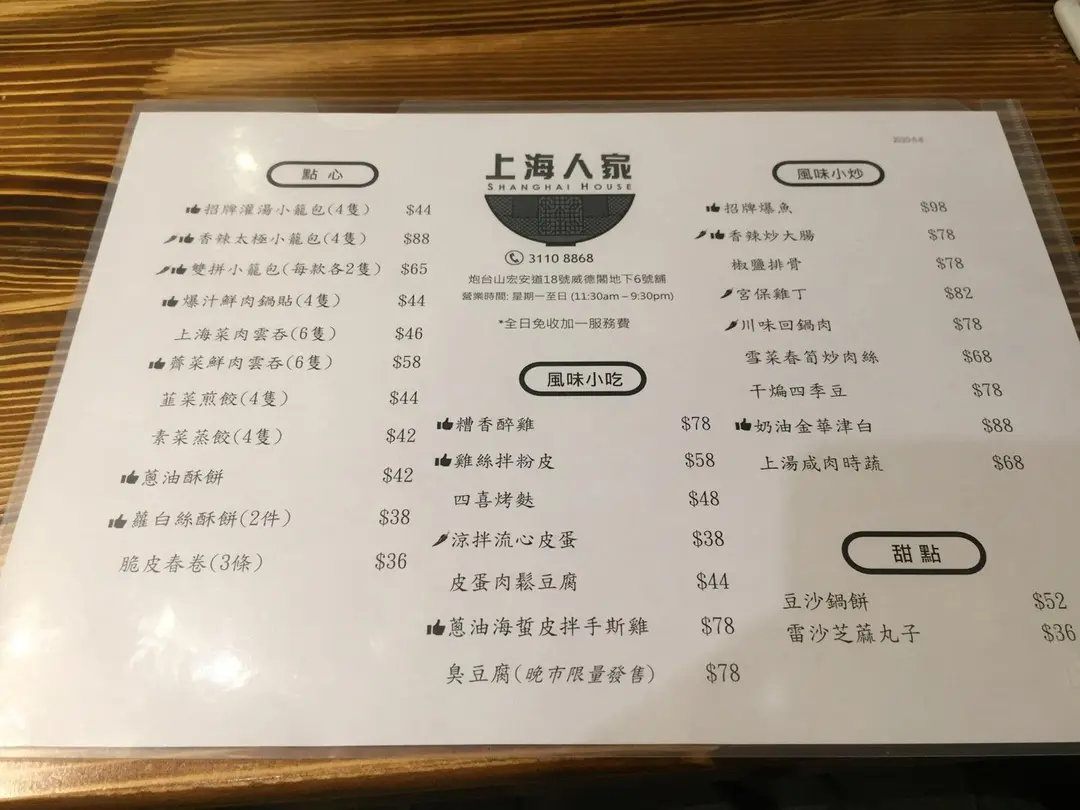 點心
招牌灌湯小籠包(4隻) $44
香辣太極小籠包(4隻) $88
雙拼小籠包(每款各2隻) $65
爆汁鮮肉鍋貼(4隻) $44
上海菜肉雲吞(6隻) $46
薺菜鮮肉雲吞(6隻) $58
韮菜煎餃(4隻) $44
素菜蒸餃(4隻) $42
蔥油酥餅 $42
蘿白絲酥餅(2件) $38
脆皮春卷(3條) $36
上海人家
SHANGHAI HOUSE
3110 8868
炮台山宏安道18號威德閣地下6號舖
營業時間: 星期一至日 (11:30am – 9:30pm)
*全日免收加一服務費
風味小吃
糟香醉雞 $78
雞絲拌粉皮 $58
四喜烤麩 $48
涼拌流心皮蛋 $38
皮蛋肉鬆豆腐 $44
蔥油海蜇皮拌手斯雞 $78
臭豆腐(晚市限量發售) $78
風味小炒
招牌爆魚 $98
香辣炒大腸 $78
椒鹽排骨 $78
宮保雞丁 $82
川味回鍋肉 $78
雪菜春筍炒肉絲 $68
干煸四季豆 $78
奶油金華津白 $88
上湯咸肉時蔬 $68
甜點
豆沙鍋餅 $52
雷沙芝蔴丸子 $36